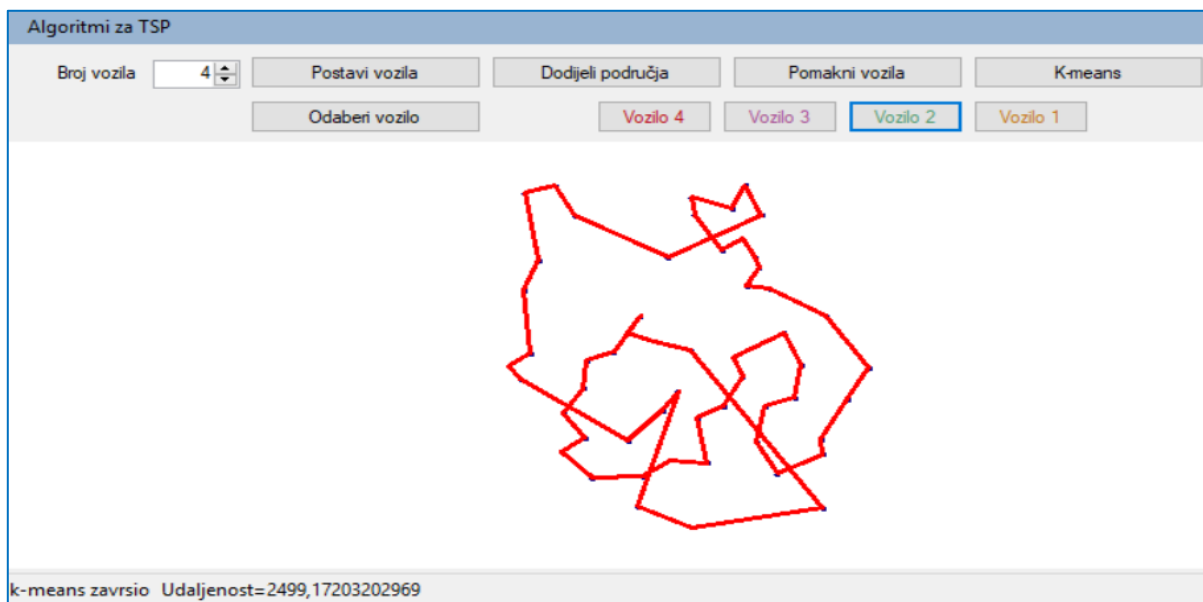 Algoritmi za TSP
Broj vozila 4 Postavi vozila Dodijeli područja Pomakni vozila K-means
Odaberi vozilo Vozilo 4 Vozilo 3 Vozilo 2 Vozilo 1
k-means zavrsio Udaljenost=2499,17203202969